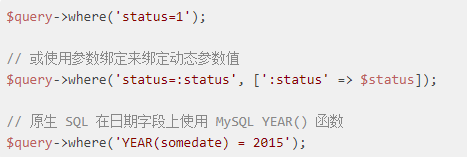 $query->where('status=1');
// 或使用参数绑定来绑定动态参数值
$query->where('status=:status', [':status' => $status]);
// 原生 SQL 在日期字段上使用 MySQL YEAR() 函数
$query->where('YEAR(somedate) = 2015');